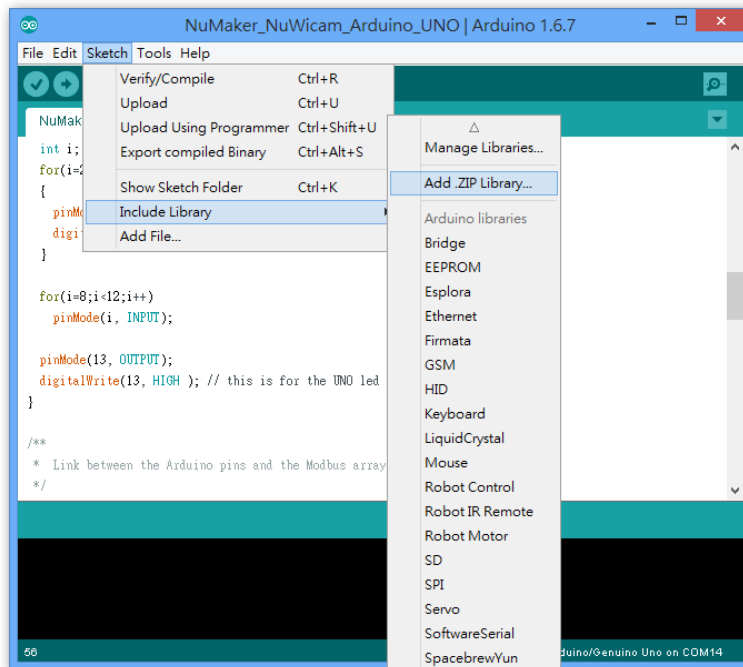 NuMaker_NuWicam_Arduino_UNO | Arduino 1.6.7
File Edit Sketch Tools Help
Verify/Compile Ctrl+R
Upload Ctrl+U
Upload Using Programmer Ctrl+Shift+U
Export compiled Binary Ctrl+Alt+S
Show Sketch Folder Ctrl+K
Include Library
Add File...
Manage Libraries...
Add .ZIP Library...
Arduino libraries
Bridge
EEPROM
Esplora
Ethernet
Firmata
GSM
HID
Keyboard
LiquidCrystal
Mouse
Robot Control
Robot IR Remote
Robot Motor
SD
SPI
Servo
SoftwareSerial
SpacebrewYun
NuMak
int i;
for(i=2
{
pinMo
digi
}
for(i=8;i<12;i++)
pinMode(i, INPUT);
pinMode(13, OUTPUT);
digitalWrite(13, HIGH ); // this is for the UNO led
}
/**
* Link between the Arduino pins and the Modbus array
*/
56
duino/Genuino Uno on COM14